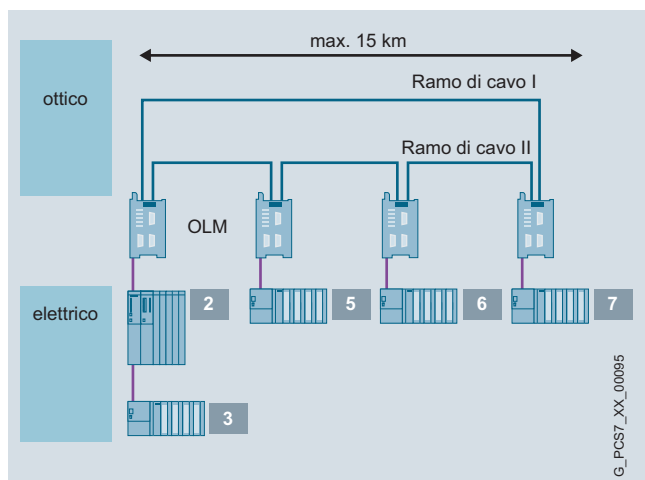 max. 15 km
ottico
Ramo di cavo I
Ramo di cavo II
OLM
elettrico
2
5
6
7
3
G_PCS7_XX_00095